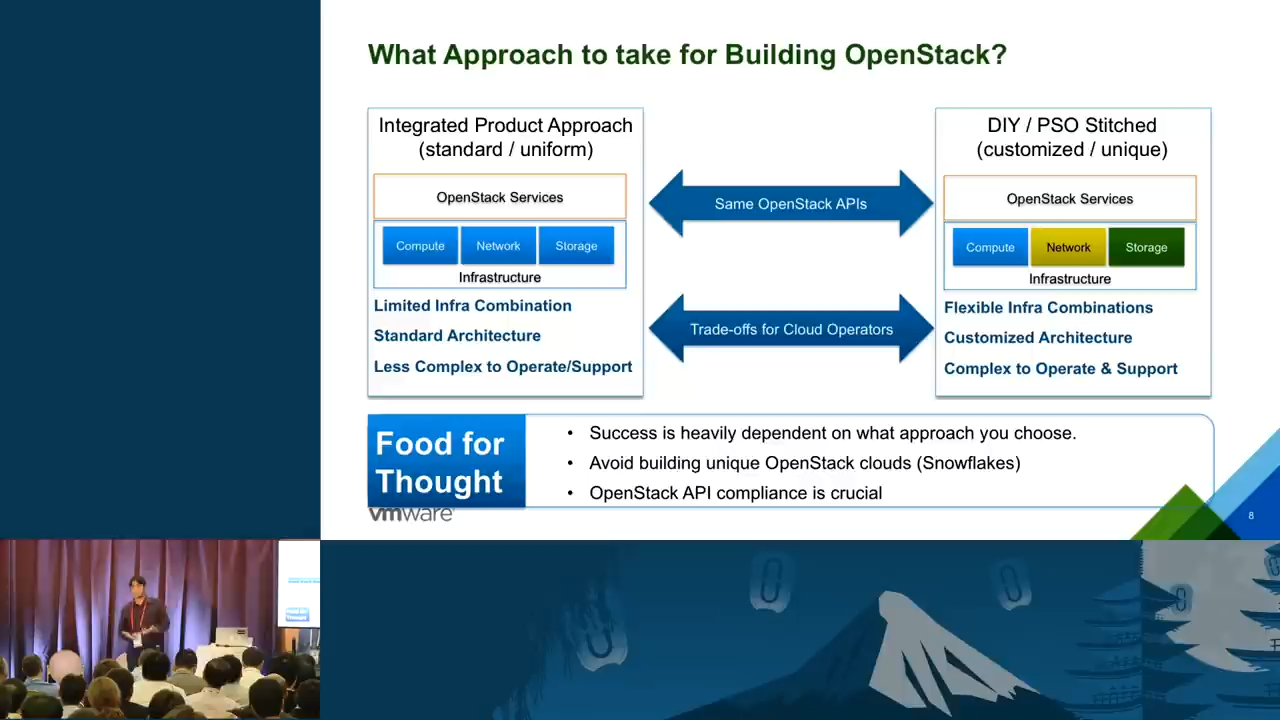 What Approach to take for Building OpenStack?
Integrated Product Approach
(standard / uniform)
OpenStack Services
Compute
Network
Storage
Infrastructure
Limited Infra Combination
Standard Architecture
Less Complex to Operate/Support
Same OpenStack APIs
Trade-offs for Cloud Operators
DIY / PSO Stitched
(customized / unique)
OpenStack Services
Compute
Network
Storage
Infrastructure
Flexible Infra Combinations
Customized Architecture
Complex to Operate & Support
Food for
Thought
• Success is heavily dependent on what approach you choose.
• Avoid building unique OpenStack clouds (Snowflakes)
• OpenStack API compliance is crucial
vmware
8